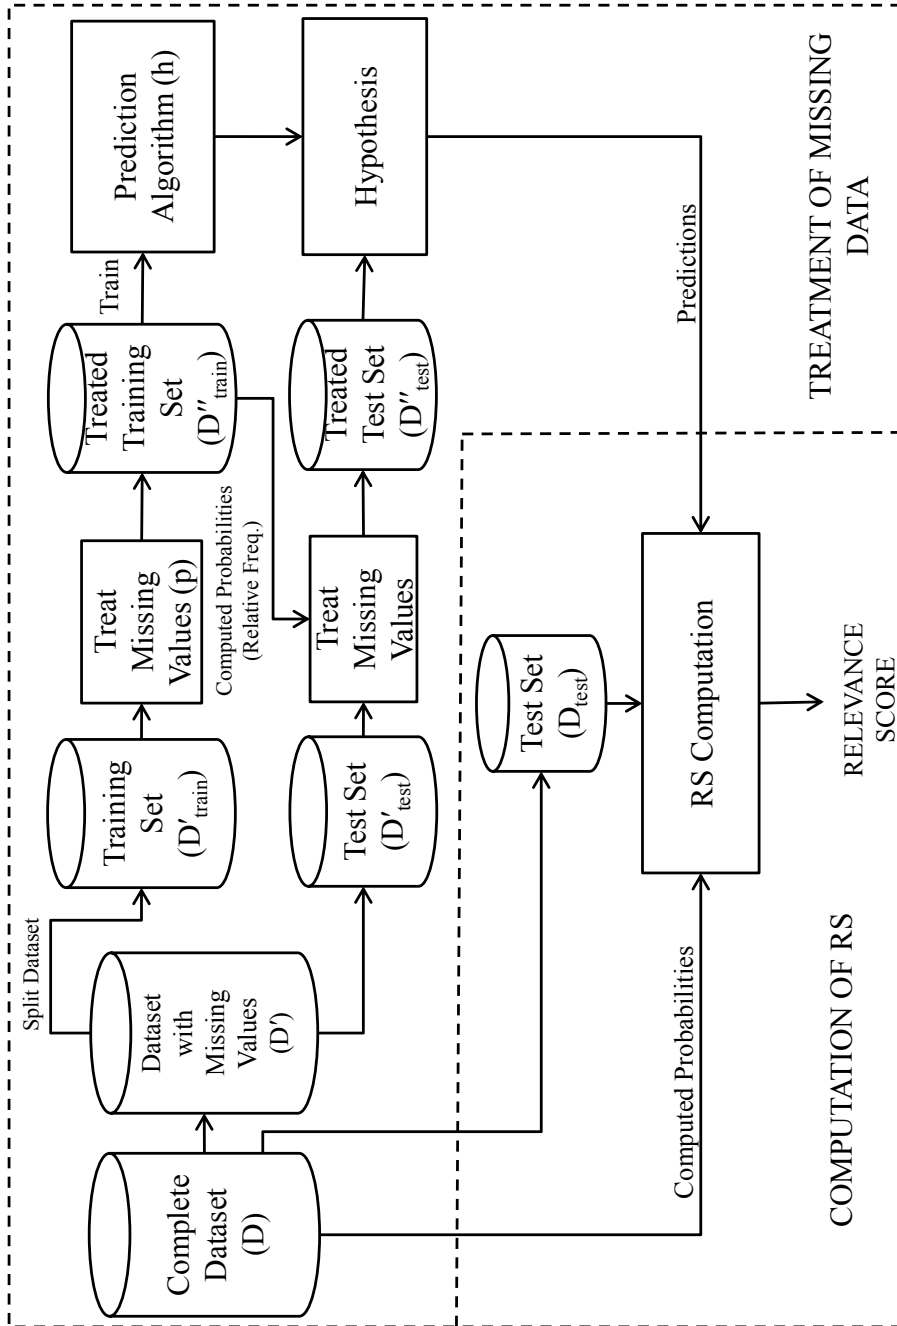 Complete
Dataset
(D)
Dataset
with
Missing
Values
(D′)
Split Dataset
Training
Set
(D′train)
Treat
Missing
Values (p)
Treated
Training
Set
(D″train)
Train
Prediction
Algorithm (h)
Test Set
(D′test)
Computed Probabilities
(Relative Freq.)
Treat
Missing
Values
Treated
Test Set
(D″test)
Hypothesis
Test Set
(Dtest)
Computed Probabilities
RS Computation
Predictions
RELEVANCE
SCORE
COMPUTATION OF RS
TREATMENT OF MISSING
DATA